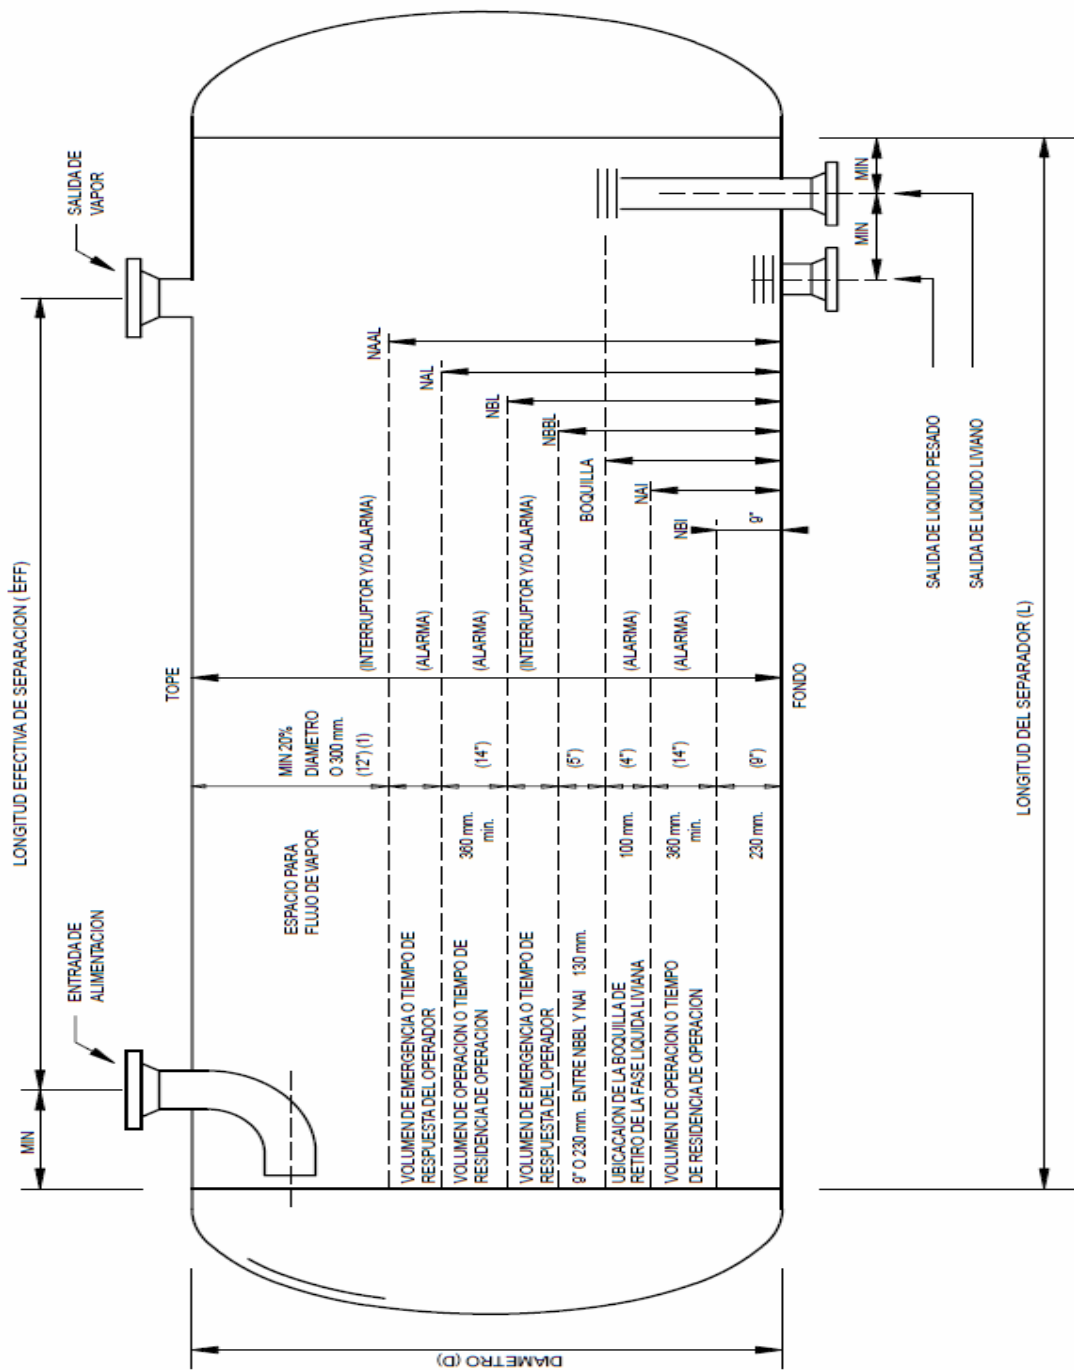 LONGITUD EFECTIVA DE SEPARACION ( EFF)
MIN
ENTRADA DE
ALIMENTACION
SALIDA DE
VAPOR
TOPE
ESPACIO PARA
FLUJO DE VAPOR
MIN 20%
DIAMETRO
O 300 mm.
(12") (1)
(INTERRUPTOR Y/O ALARMA)
NAAL
VOLUMEN DE EMERGENCIA O TIEMPO DE
RESPUESTA DEL OPERADOR
(ALARMA)
NAL
VOLUMEN DE OPERACION O TIEMPO DE
RESIDENCIA DE OPERACION
360 mm.
min.
(14")
(ALARMA)
NBL
VOLUMEN DE EMERGENCIA O TIEMPO DE
RESPUESTA DEL OPERADOR
(INTERRUPTOR Y/O ALARMA)
NBBL
9" O 230 mm. ENTRE NBBL Y NAI 130 mm.
(5")
BOQUILLA
UBICACAION DE LA BOQUILLA DE
RETIRO DE LA FASE LIQUIDA LIVIANA
100 mm.
(4")
(ALARMA)
NAI
VOLUMEN DE OPERACION O TIEMPO
DE RESIDENCIA DE OPERACION
360 mm.
(14")
(ALARMA)
NBI
230 mm.
(9")
9"
FONDO
MIN
MIN
SALIDA DE LIQUIDO PESADO
SALIDA DE LIQUIDO LIVIANO
LONGITUD DEL SEPARADOR (L)
DIAMETRO (D)